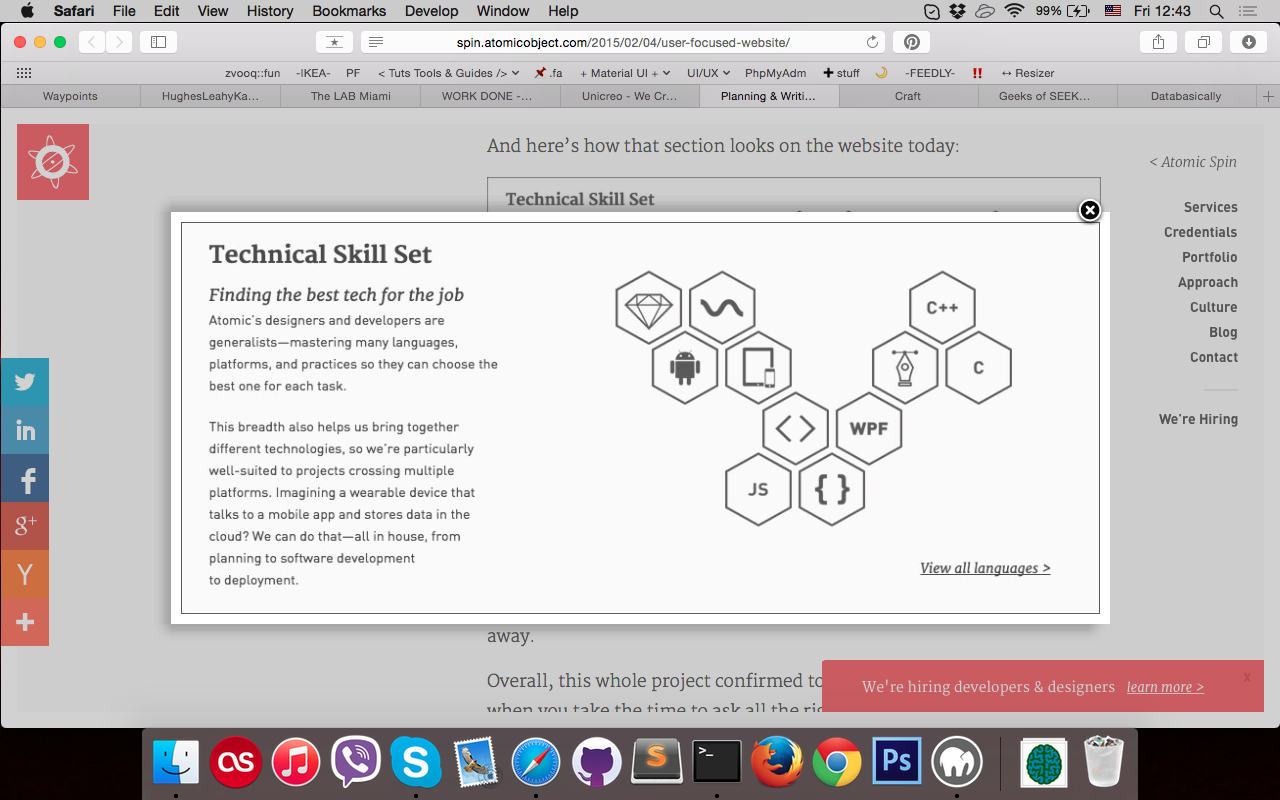 Safari File Edit View History Bookmarks Develop Window Help 99% Fri 12:43
spin.atomicobject.com/2015/02/04/user-focused-website/
zvooq::fun -IKEA- PF < Tuts Tools & Guides /> .fa + Material UI + UI/UX PhpMyAdm stuff -FEEDLY- !! ↔ Resizer
Waypoints HughesLeahyKa... The LAB Miami WORK DONE -... Unicreo - We Cr... Planning & Writi... Craft Geeks of SEEK... Databasically
And here's how that section looks on the website today:
< Atomic Spin
Technical Skill Set
Services
Credentials
Portfolio
Approach
Culture
Blog
Contact
We're Hiring
Technical Skill Set
Finding the best tech for the job
Atomic's designers and developers are
generalists—mastering many languages,
platforms, and practices so they can choose the
best one for each task.
This breadth also helps us bring together
different technologies, so we're particularly
well-suited to projects crossing multiple
platforms. Imagining a wearable device that
talks to a mobile app and stores data in the
cloud? We can do that—all in house, from
planning to software development
to deployment.
C++
C
< >
WPF
JS
{ }
View all languages >
in
f
g+
Y
+
away.
Overall, this whole project confirmed to
when you take the time to ask all the
We're hiring developers & designers learn more >
x
as
S
S
>_
Ps